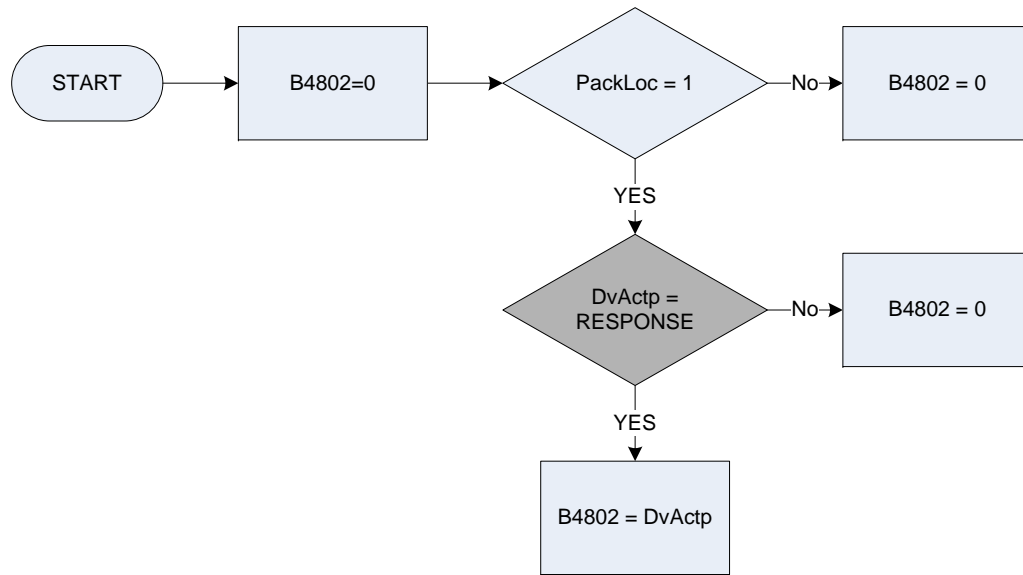 START
B4802=0
PackLoc = 1
No
B4802 = 0
YES
DvActp =
RESPONSE
No
B4802 = 0
YES
B4802 = DvActp